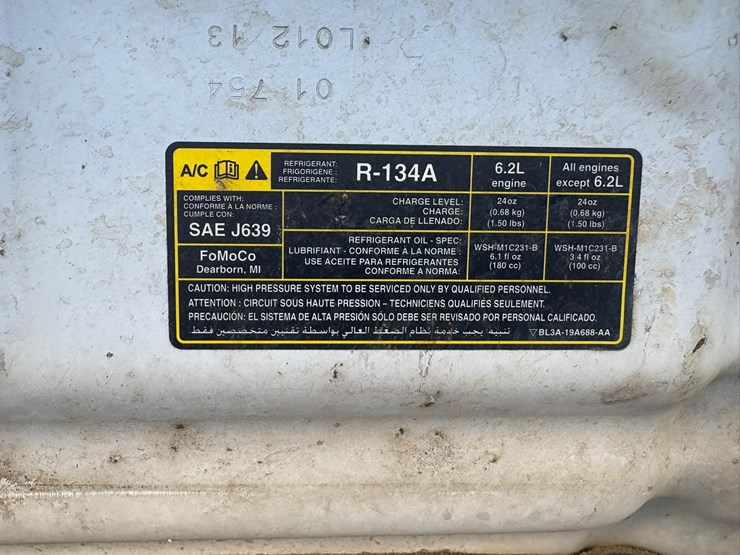 L012 13
01 754
A/C
REFRIGERANT:
FRIGORIGÈNE:
REFRIGERANTE:
R-134A
6.2L
engine
All engines
except 6.2L
COMPLIES WITH:
CONFORME À LA NORME :
CUMPLE CON:
SAE J639
CHARGE LEVEL:
CHARGE:
CARGA DE LLENADO:
24oz
(0.68 kg)
(1.50 lbs)
24oz
(0.68 kg)
(1.50 lbs)
FoMoCo
Dearborn, MI
REFRIGERANT OIL - SPEC:
LUBRIFIANT - CONFORME À LA NORME :
USE ACEITE PARA REFRIGERANTES
CONFORME A NORMA:
WSH-M1C231-B
6.1 fl oz
(180 cc)
WSH-M1C231-B
3.4 fl oz
(100 cc)
CAUTION: HIGH PRESSURE SYSTEM TO BE SERVICED ONLY BY QUALIFIED PERSONNEL.
ATTENTION : CIRCUIT SOUS HAUTE PRESSION – TECHNICIENS QUALIFIÉS SEULEMENT.
PRECAUCIÓN: EL SISTEMA DE ALTA PRESIÓN SÓLO DEBE SER REVISADO POR PERSONAL CALIFICADO.
تنبيه يجب خدمة نظام الضغط العالي بواسطة تقنيين متخصصين فقط
▽BL3A-19A688-AA